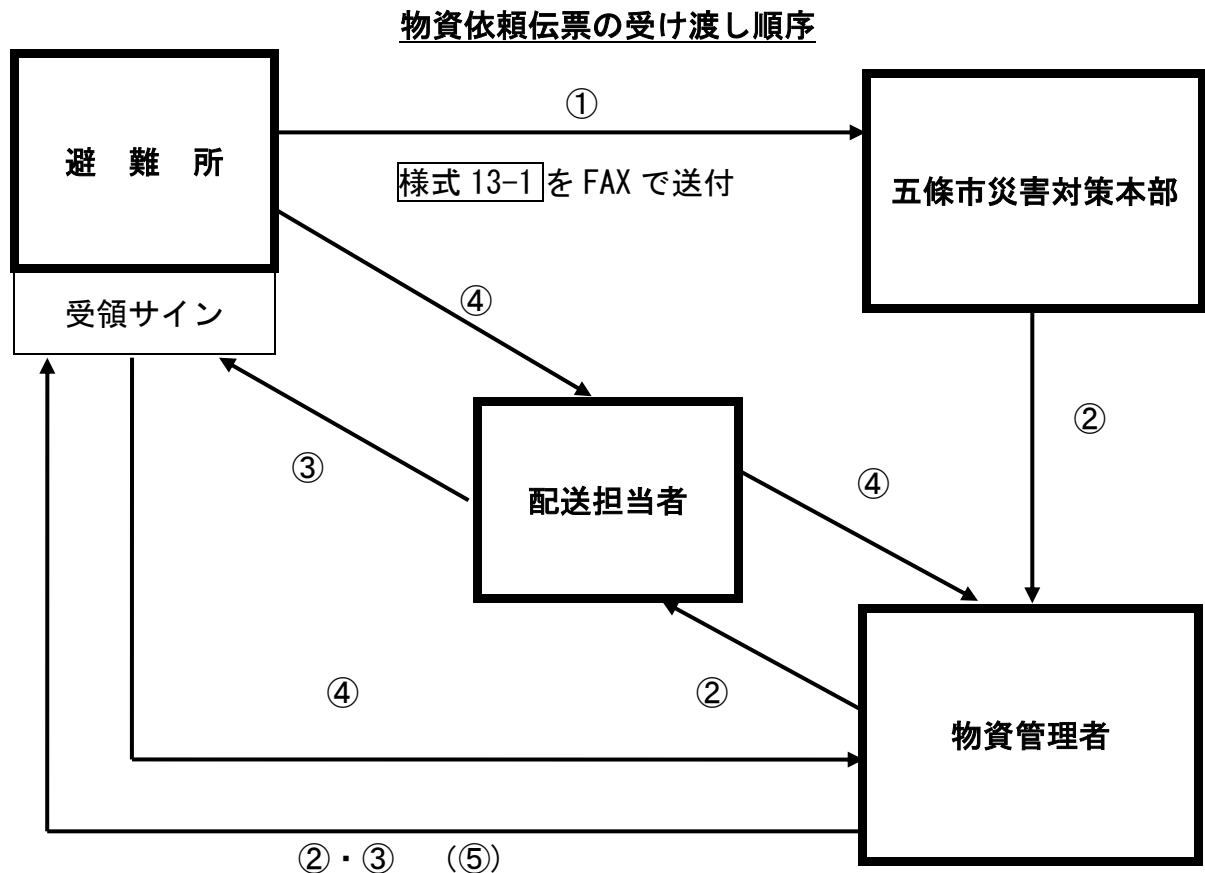 物資依頼伝票の受け渡し順序
避　難　所
①
様式 13-1 を FAX で送付
五條市災害対策本部
受領サイン
④
②
③
配送担当者
④
④
②
物資管理者
②・③　（⑤）